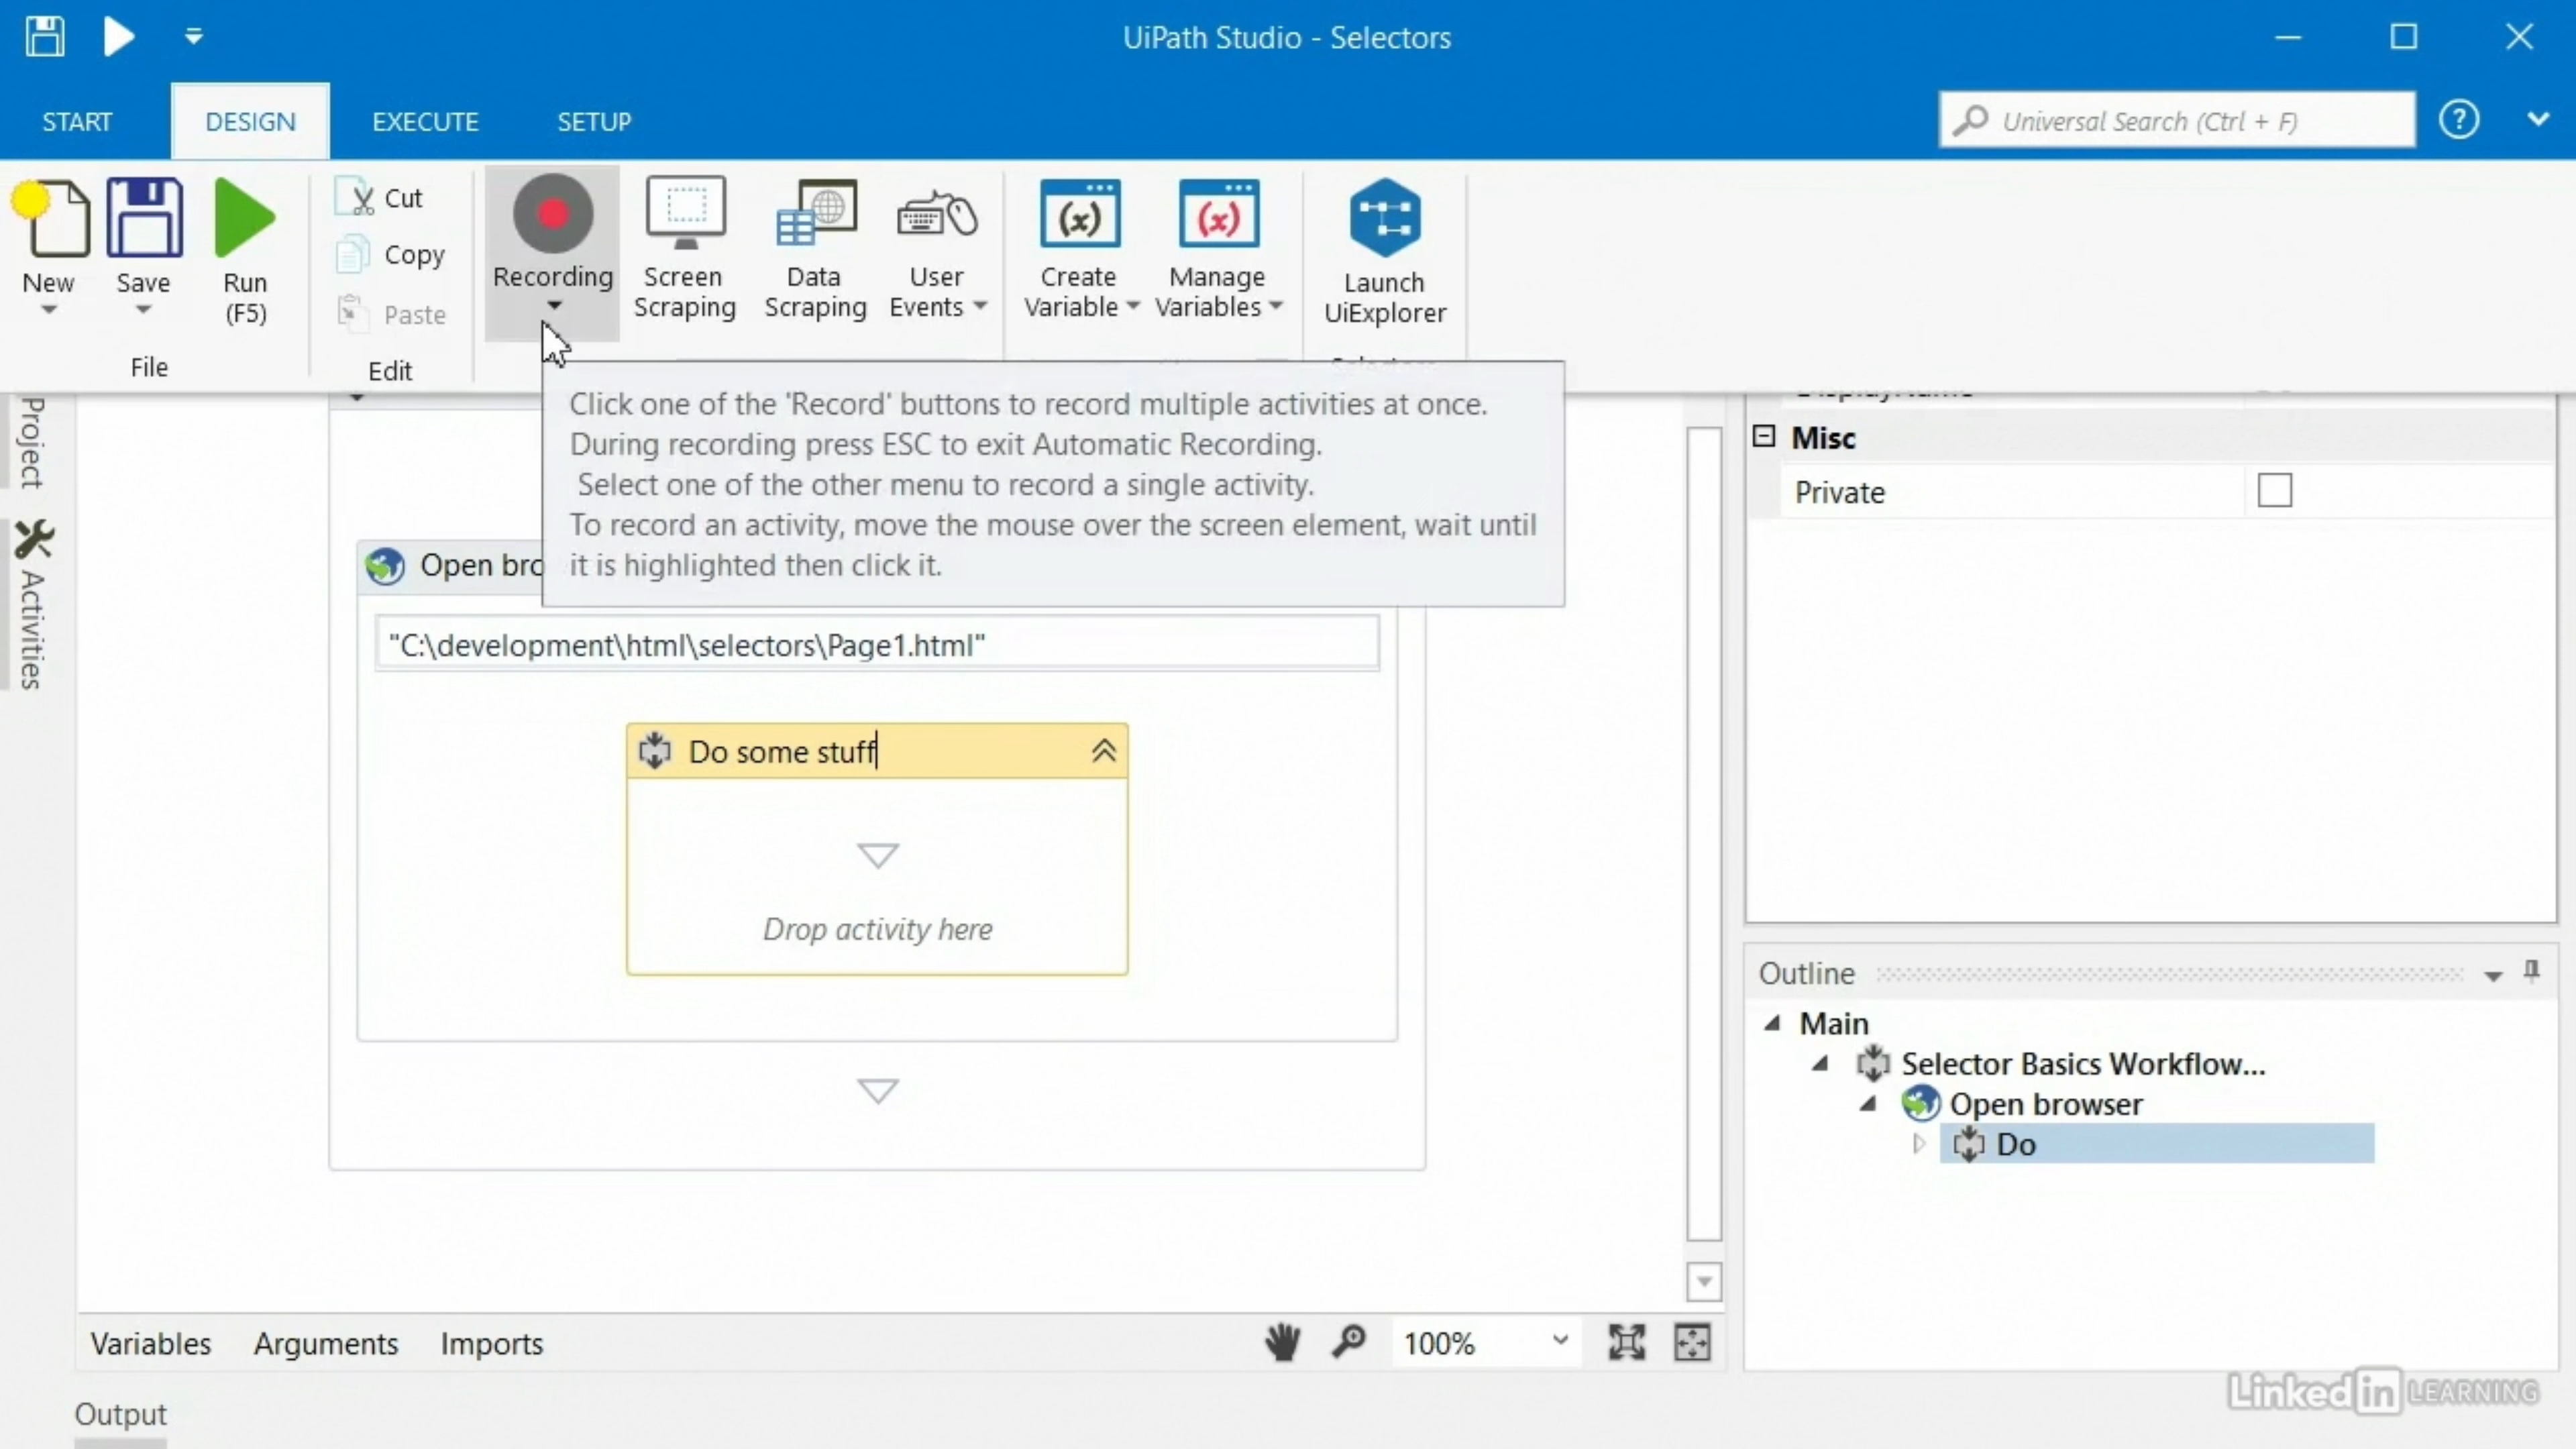 UiPath Studio - Selectors
START
DESIGN
EXECUTE
SETUP
Universal Search (Ctrl + F)
New
Save
Run
(F5)
File
Cut
Copy
Paste
Edit
Recording
Screen
Scraping
Data
Scraping
User
Events
Create
Variable
Manage
Variables
Launch
UiExplorer
Click one of the 'Record' buttons to record multiple activities at once.
During recording press ESC to exit Automatic Recording.
Select one of the other menu to record a single activity.
To record an activity, move the mouse over the screen element, wait until
it is highlighted then click it.
Project
Activities
Open bro
"C:\development\html\selectors\Page1.html"
Do some stuff
Drop activity here
Misc
Private
Outline
Main
Selector Basics Workflow...
Open browser
Do
Variables
Arguments
Imports
100%
Output
Linked in LEARNING